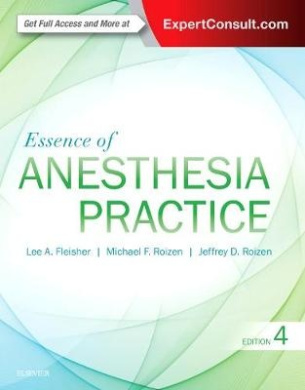 Get Full Access and More at
ExpertConsult.com
Essence of
ANESTHESIA
PRACTICE
Lee A. Fleisher | Michael F. Roizen | Jeffrey D. Roizen
ELSEVIER
EDITION 4